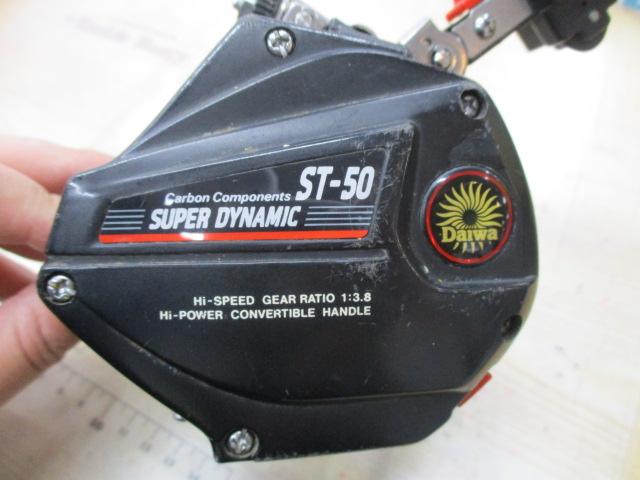 Carbon Components ST-50
SUPER DYNAMIC
Daiwa
Hi-SPEED GEAR RATIO 1:3.8
Hi-POWER CONVERTIBLE HANDLE